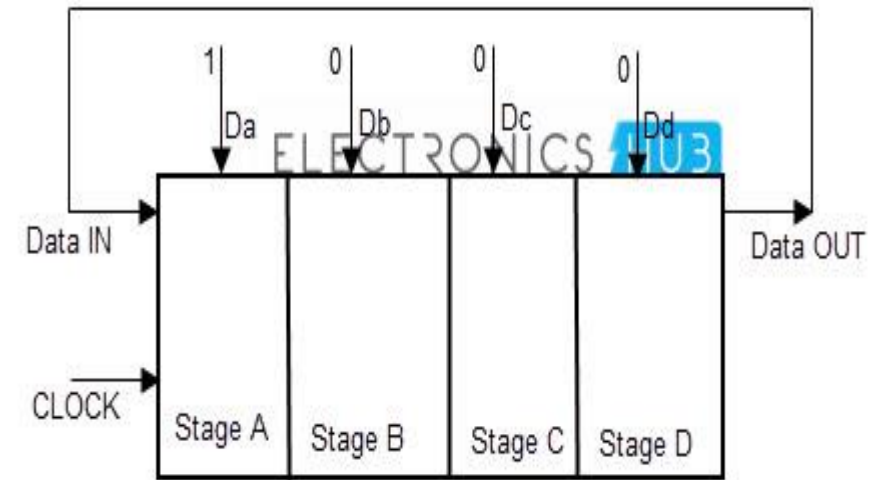 1 0 0 0
Da Db Dc Dd
ELECTRONICS HUB
Data IN
Data OUT
CLOCK
Stage A Stage B Stage C Stage D